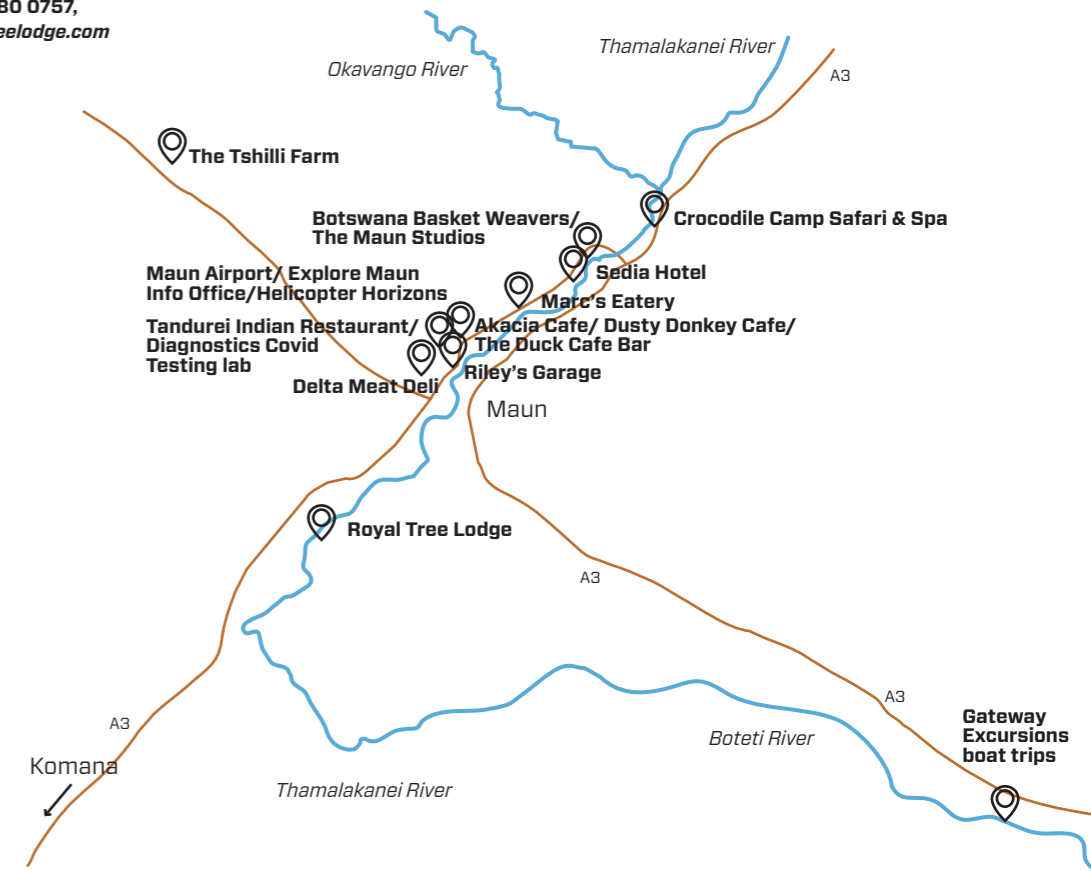 80 0757,
eelodge.com
Okavango River
Thamalakanei River
A3
The Tshilli Farm
Botswana Basket Weavers/
The Maun Studios
Crocodile Camp Safari & Spa
Sedia Hotel
Maun Airport/ Explore Maun
Info Office/Helicopter Horizons
Marc's Eatery
Tandurei Indian Restaurant/
Diagnostics Covid
Testing lab
Akacia Cafe/ Dusty Donkey Cafe/
The Duck Cafe Bar
Riley's Garage
Delta Meat Deli
Maun
Royal Tree Lodge
A3
A3
Gateway
Excursions
boat trips
A3
Boteti River
Komana
Thamalakanei River